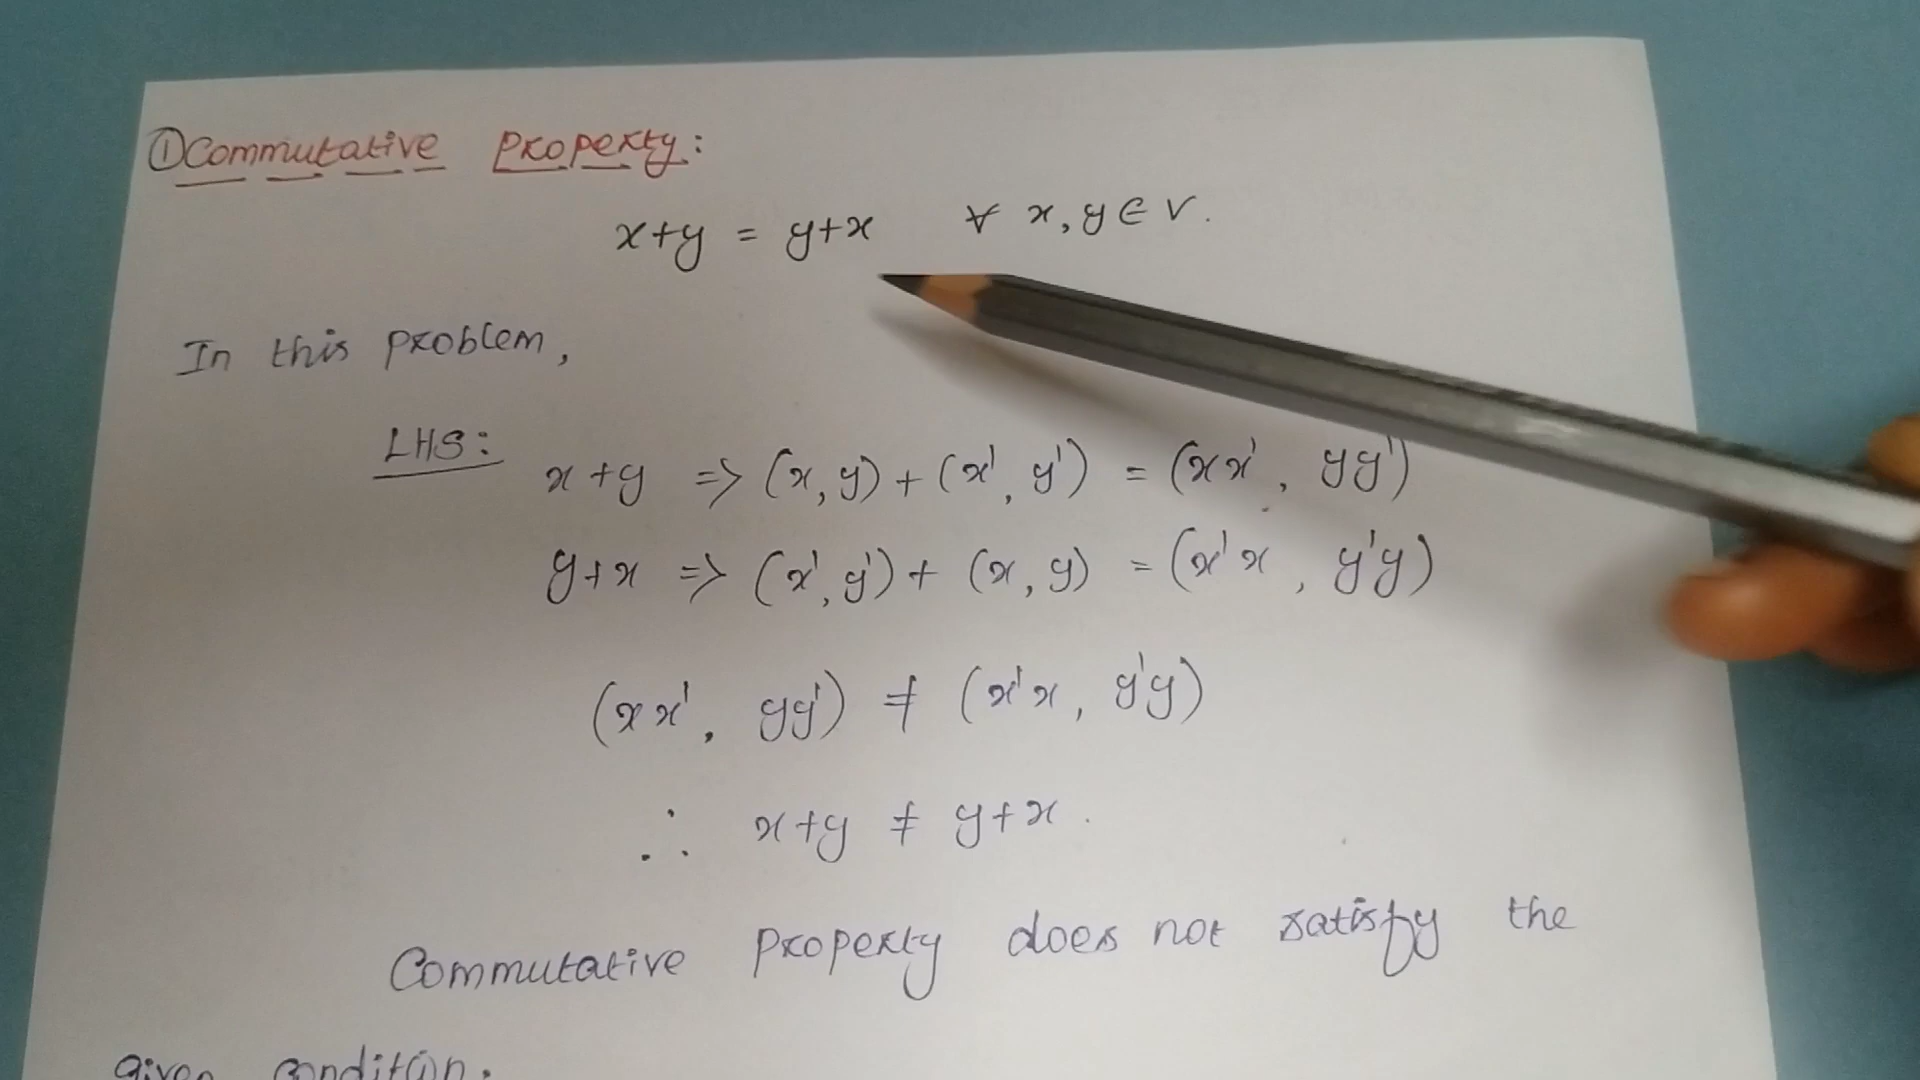 ① Commutative Property:
x+y = y+x ∀ x, y ∈ V.
In this problem,
LHS: x+y ⇒ (x, y) + (x', y') = (xx', yy')
y+x ⇒ (x', y') + (x, y) = (x'x, y'y)
(xx', yy') ≠ (x'x, y'y)
∴ x+y ≠ y+x.
Commutative Property does not satisfy the
given condition.